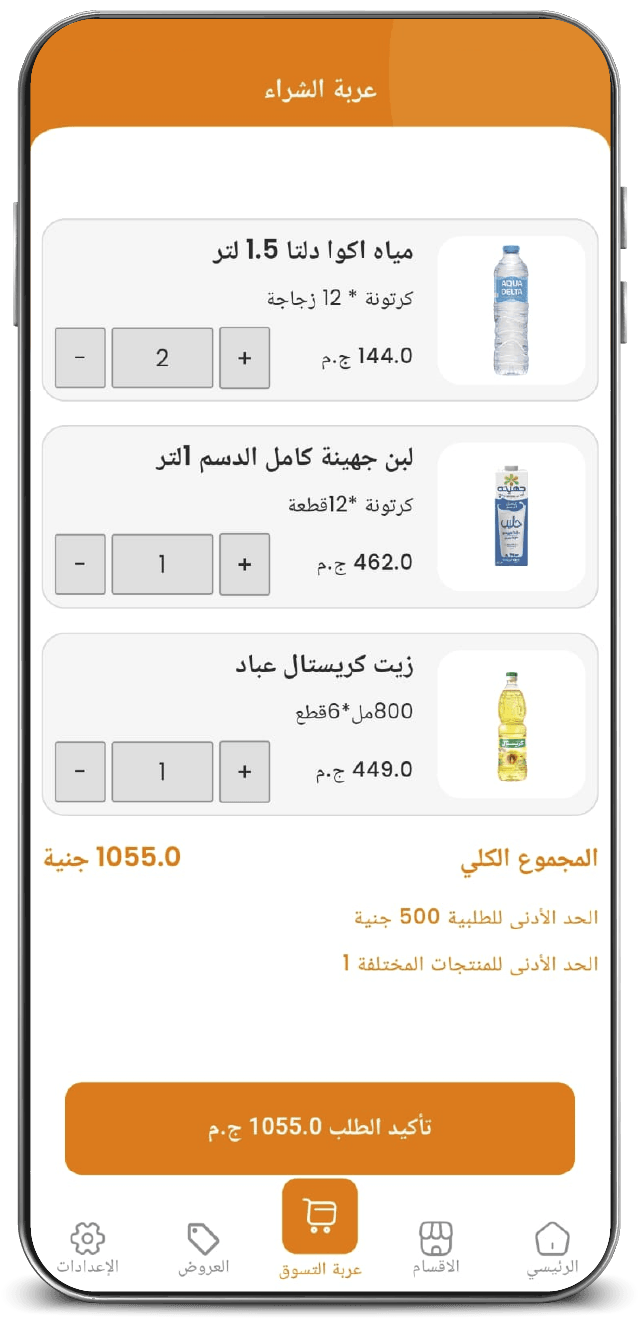 عربة الشراء
مياه اكوا دلتا 1.5 لتر
كرتونة * 12 زجاجة
144.0 ج.م
+ 2 -
AQUA
DELTA
لبن جهينة كامل الدسم 1لتر
كرتونة *12قطعة
462.0 ج.م
+ 1 -
جهينه
حليب
زيت كريستال عباد
800مل*6قطع
449.0 ج.م
+ 1 -
المجموع الكلي 1055.0 جنية
الحد الأدنى للطلبية 500 جنية
الحد الأدنى للمنتجات المختلفة 1
تأكيد الطلب 1055.0 ج.م
الرئيسي الاقسام عربة التسوق العروض الإعدادات